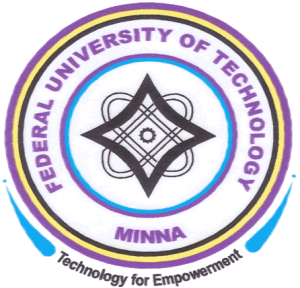 FEDERAL UNIVERSITY OF TECHNOLOGY
MINNA
Technology for Empowerment